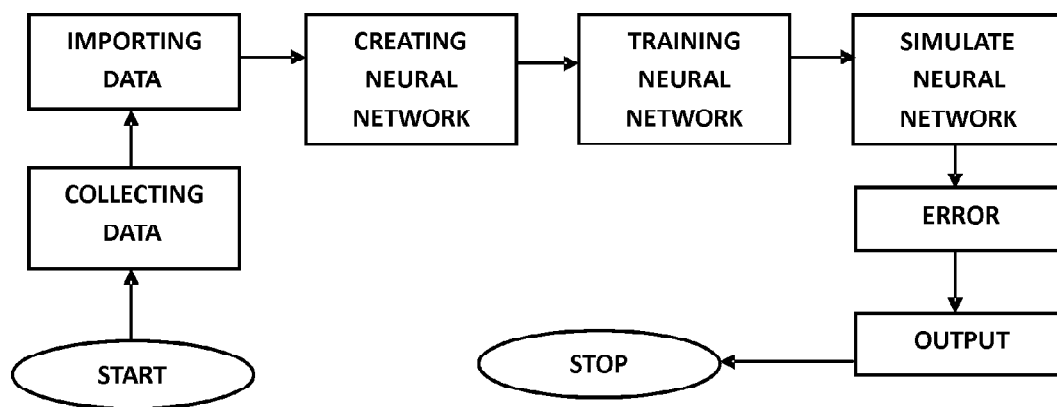 IMPORTING
DATA
CREATING
NEURAL
NETWORK
TRAINING
NEURAL
NETWORK
SIMULATE
NEURAL
NETWORK
COLLECTING
DATA
ERROR
OUTPUT
START
STOP